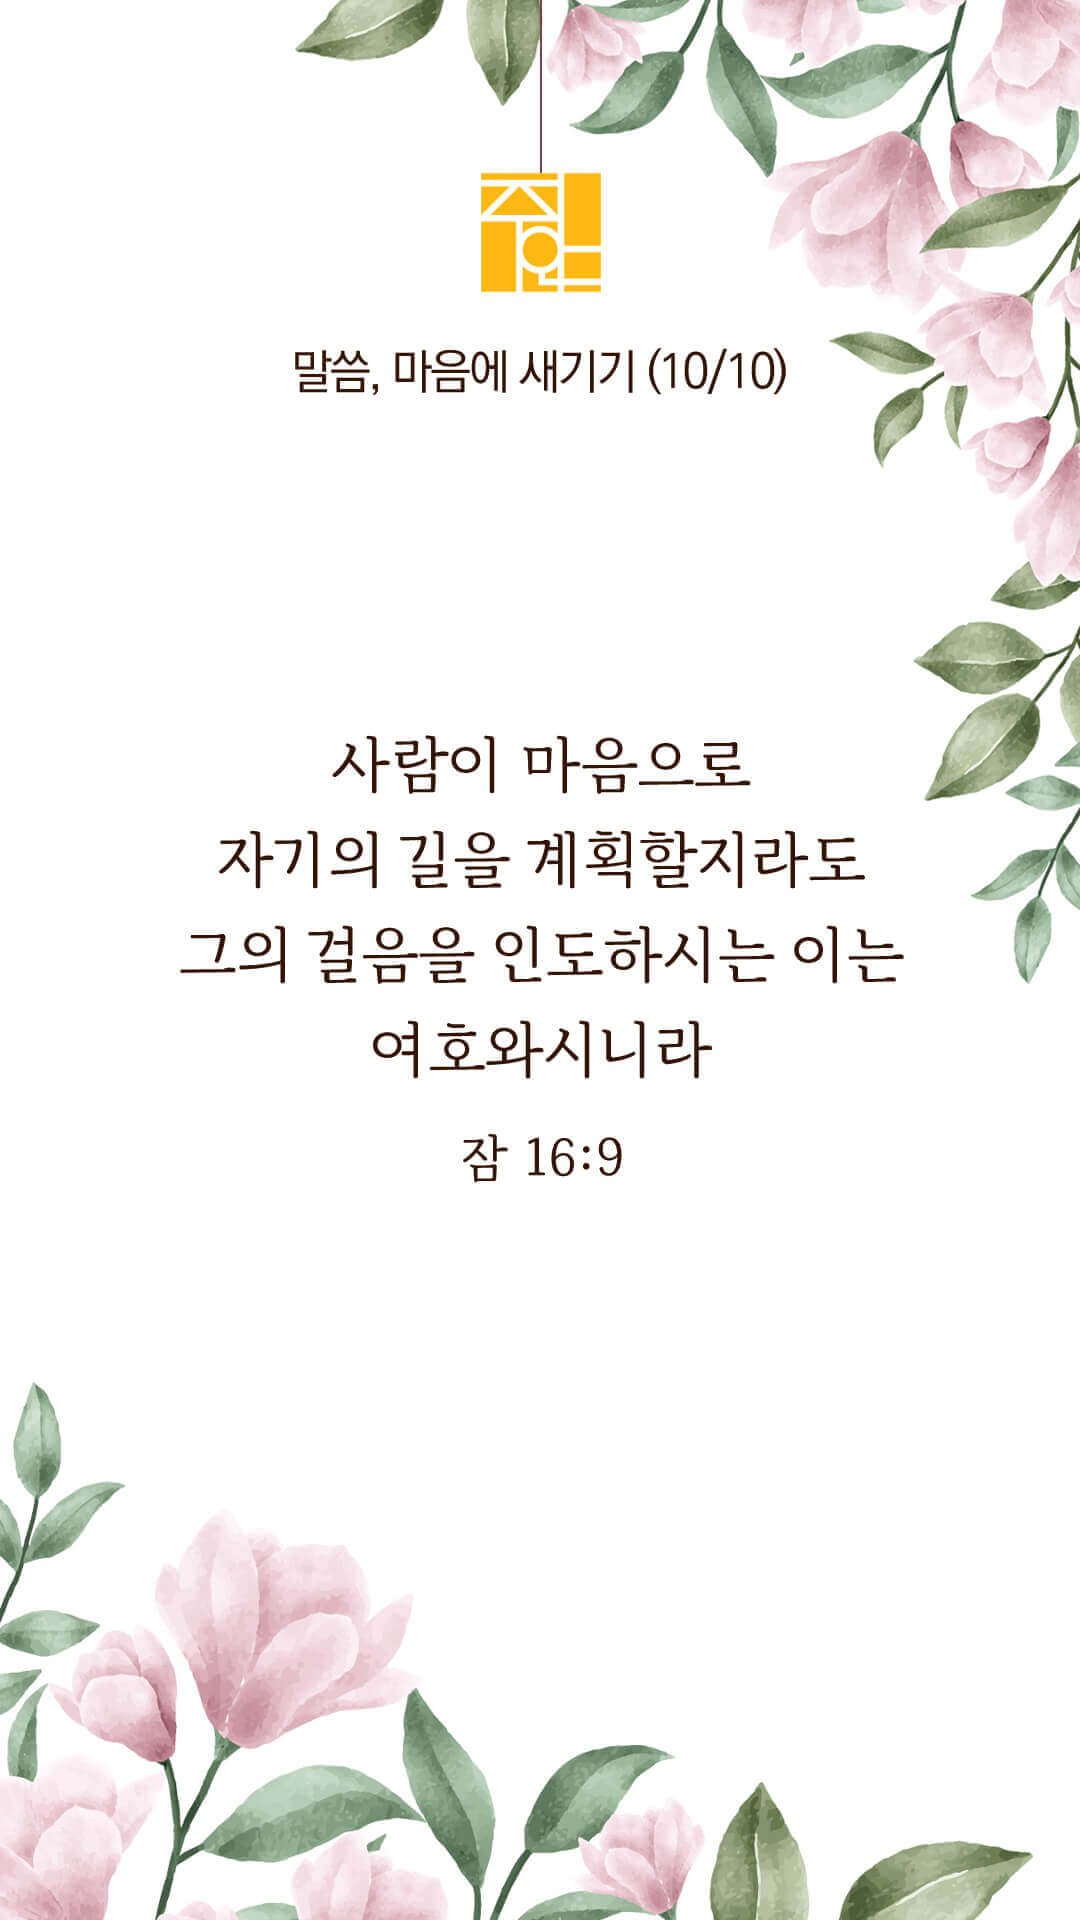 말씀, 마음에 새기기 (10/10)
사람이 마음으로
자기의 길을 계획할지라도
그의 걸음을 인도하시는 이는
여호와시니라
잠 16:9